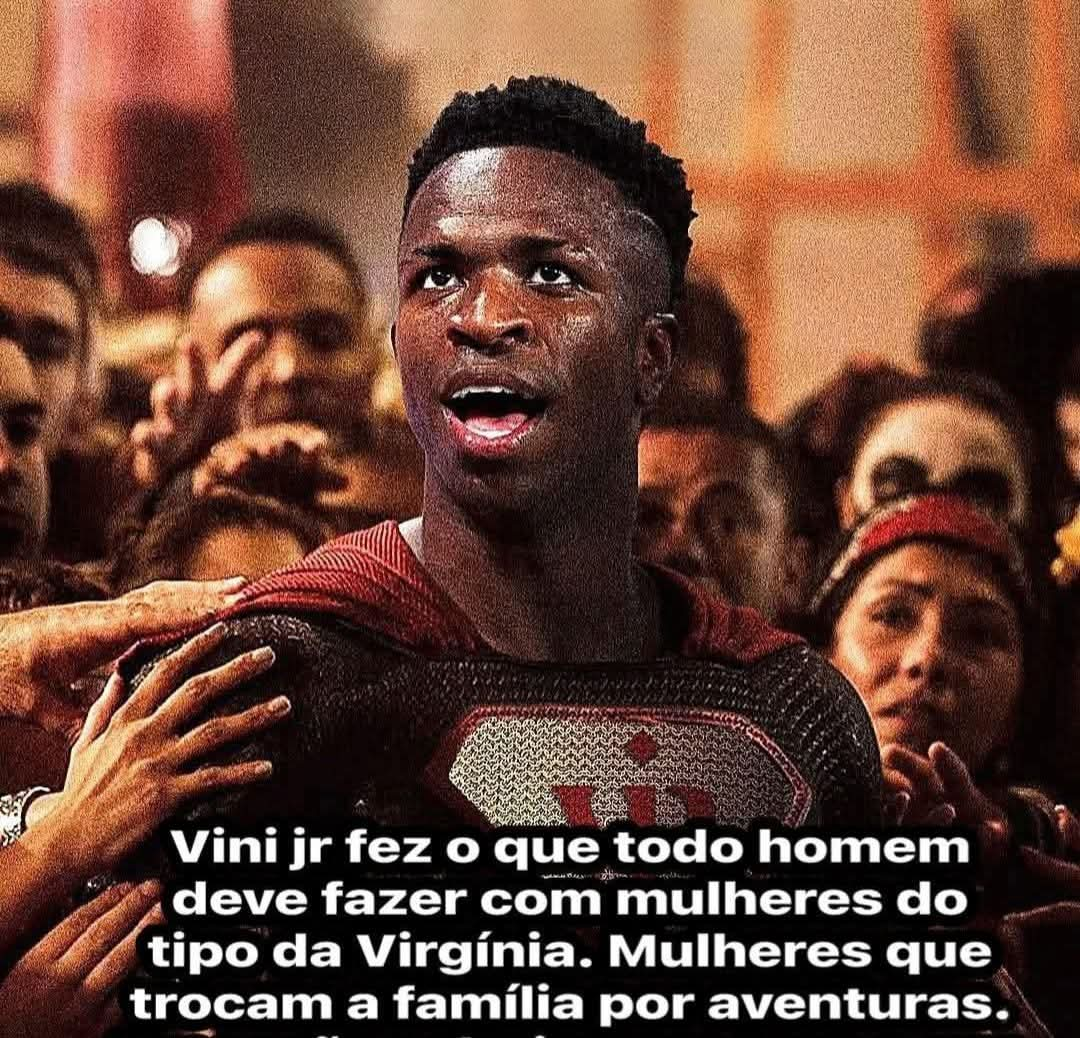 Vini jr fez o que todo homem
deve fazer com mulheres do
tipo da Virgínia. Mulheres que
trocam a família por aventuras.